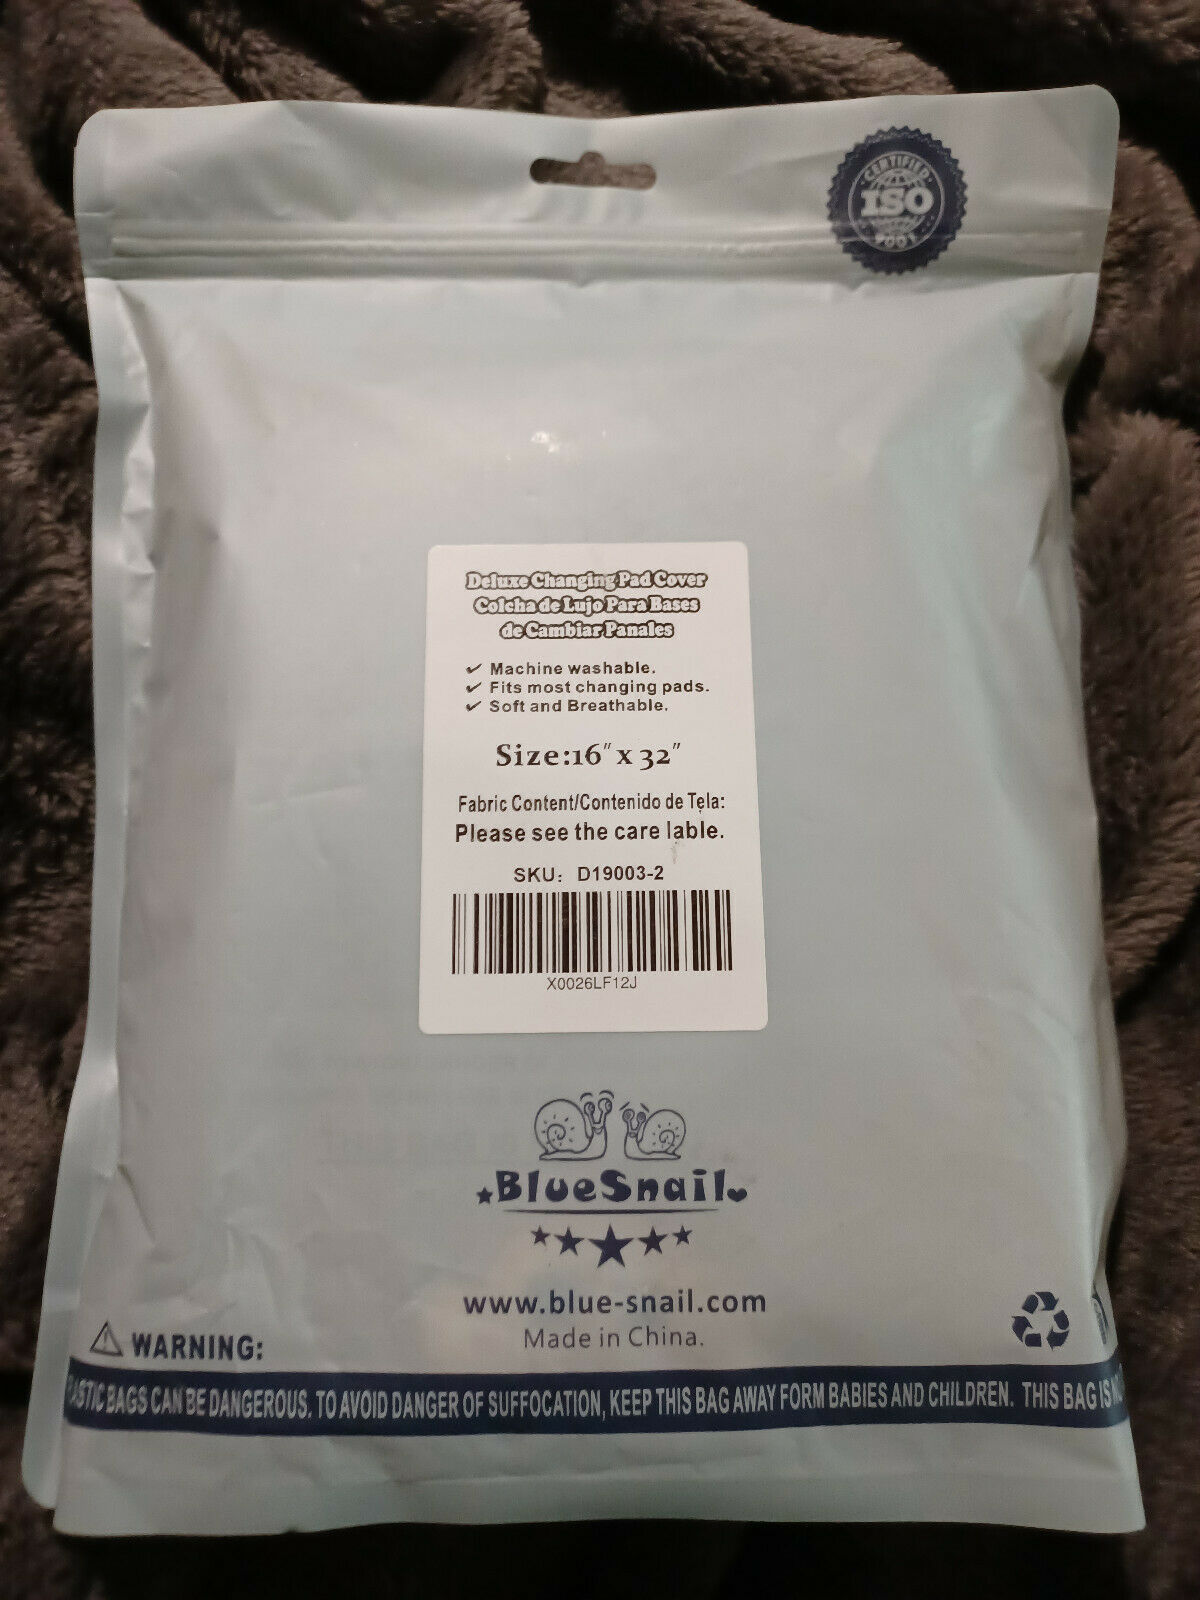 CERTIFIED
ISO
9001
Deluxe Changing Pad Cover
Colcha de Lujo Para Bases
de Cambiar Panales
✓ Machine washable.
✓ Fits most changing pads.
✓ Soft and Breathable.
Size:16" x 32"
Fabric Content/Contenido de Tela:
Please see the care lable.
SKU: D19003-2
X0026LF12J
BlueSnail
www.blue-snail.com
Made in China.
WARNING:
BAGS CAN BE DANGEROUS. TO AVOID DANGER OF SUFFOCATION, KEEP THIS BAG AWAY FORM BABIES AND CHILDREN. THIS BAG IS